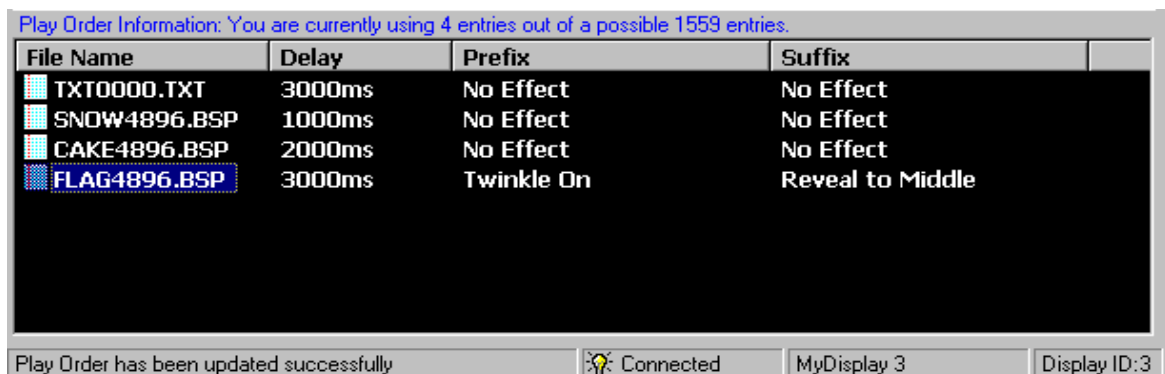 Play Order Information: You are currently using 4 entries out of a possible 1559 entries.
File Name Delay Prefix Suffix
TXT0000.TXT 3000ms No Effect No Effect
SNOW4896.BSP 1000ms No Effect No Effect
CAKE4896.BSP 2000ms No Effect No Effect
FLAG4896.BSP 3000ms Twinkle On Reveal to Middle
Play Order has been updated successfully Connected MyDisplay 3 Display ID:3